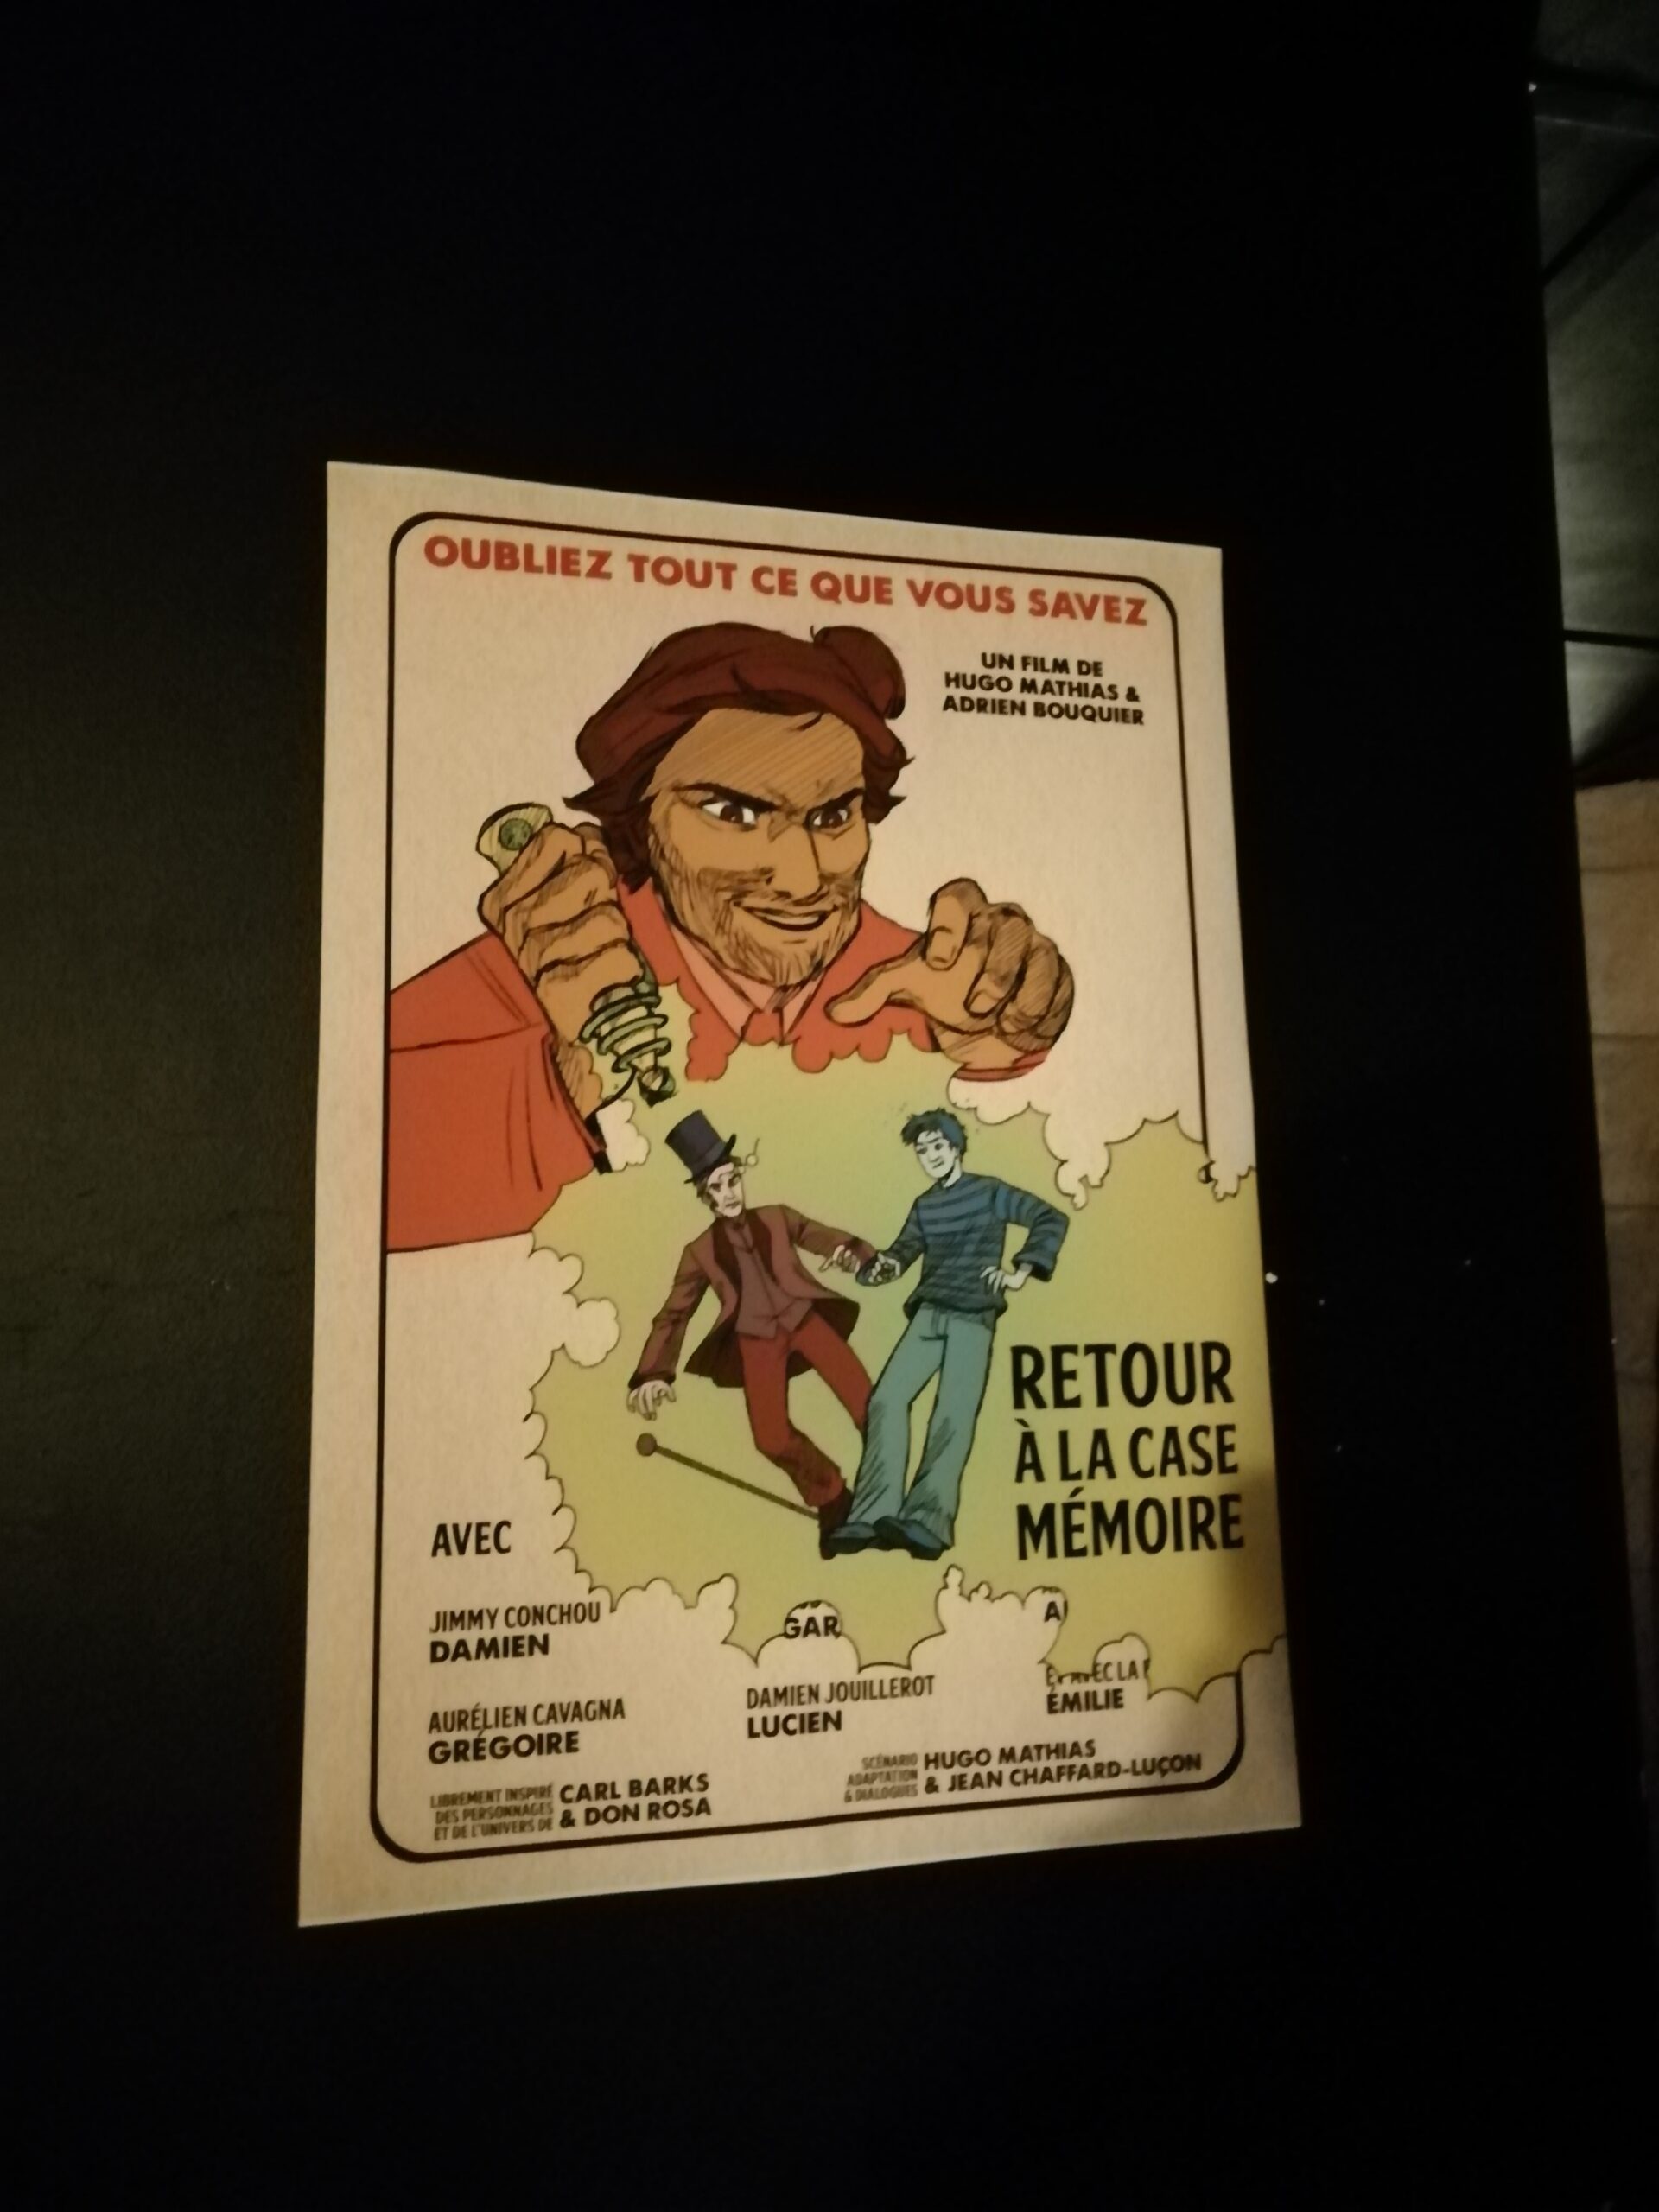 OUBLIEZ TOUT CE QUE VOUS SAVEZ
UN FILM DE
HUGO MATHIAS &
ADRIEN BOUQUIER
RETOUR
À LA CASE
MÉMOIRE
AVEC
JIMMY CONCHOU
DAMIEN
GAR
AURÉLIEN CAVAGNA
GRÉGOIRE
DAMIEN JOUILLEROT
LUCIEN
ÉMILIE
LIBREMENT INSPIRÉ
DES PERSONNAGES
ET DE L'UNIVERS DE
CARL BARKS
& DON ROSA
SCÉNARIO
ADAPTATION
& DIALOGUES
HUGO MATHIAS
& JEAN CHAFFARD-LUÇON